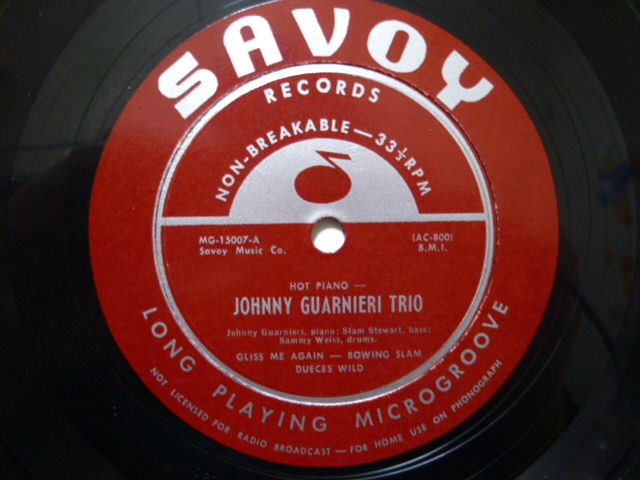 SAVOY
RECORDS
NON-BREAKABLE—33⅓RPM
MG-15007-A
Savoy Music Co.
(AC-800)
B.M.I.
HOT PIANO —
JOHNNY GUARNIERI TRIO
Johnny Guarnieri, piano; Slam Stewart, bass;
Sammy Weiss, drums.
GLISS ME AGAIN — BOWING SLAM
DUECES WILD
LONG PLAYING MICROGROOVE
NOT LICENSED FOR RADIO BROADCAST—FOR HOME USE ON PHONOGRAPH